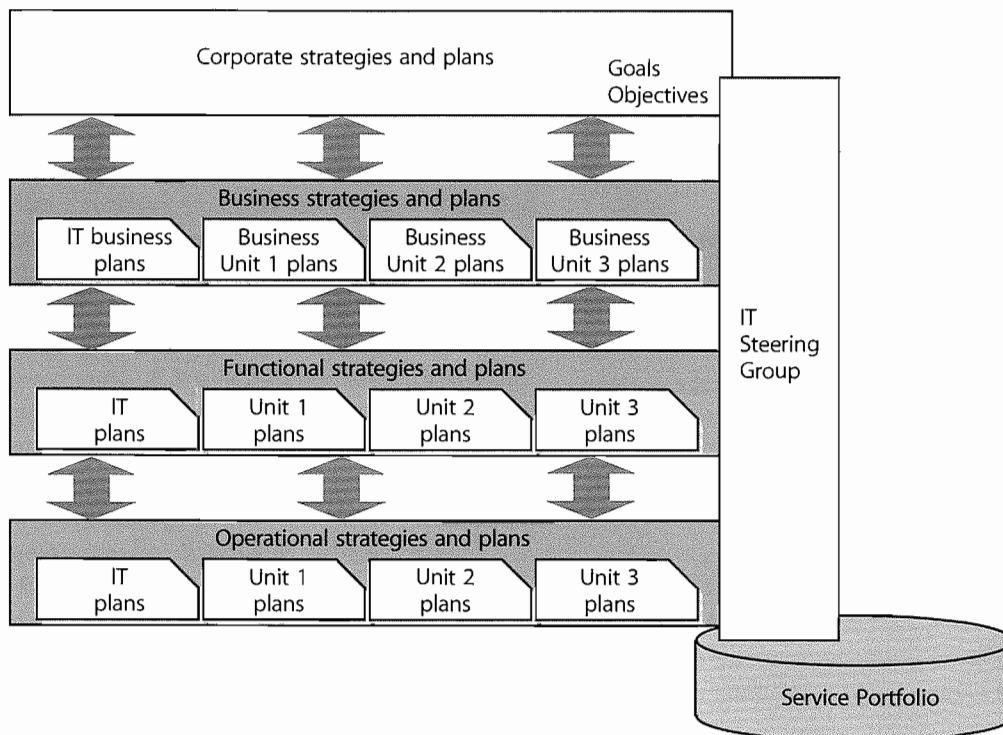 Corporate strategies and plans
Goals
Objectives
Business strategies and plans
IT business
plans
Business
Unit 1 plans
Business
Unit 2 plans
Business
Unit 3 plans
Functional strategies and plans
IT
plans
Unit 1
plans
Unit 2
plans
Unit 3
plans
Operational strategies and plans
IT
plans
Unit 1
plans
Unit 2
plans
Unit 3
plans
IT
Steering
Group
Service Portfolio